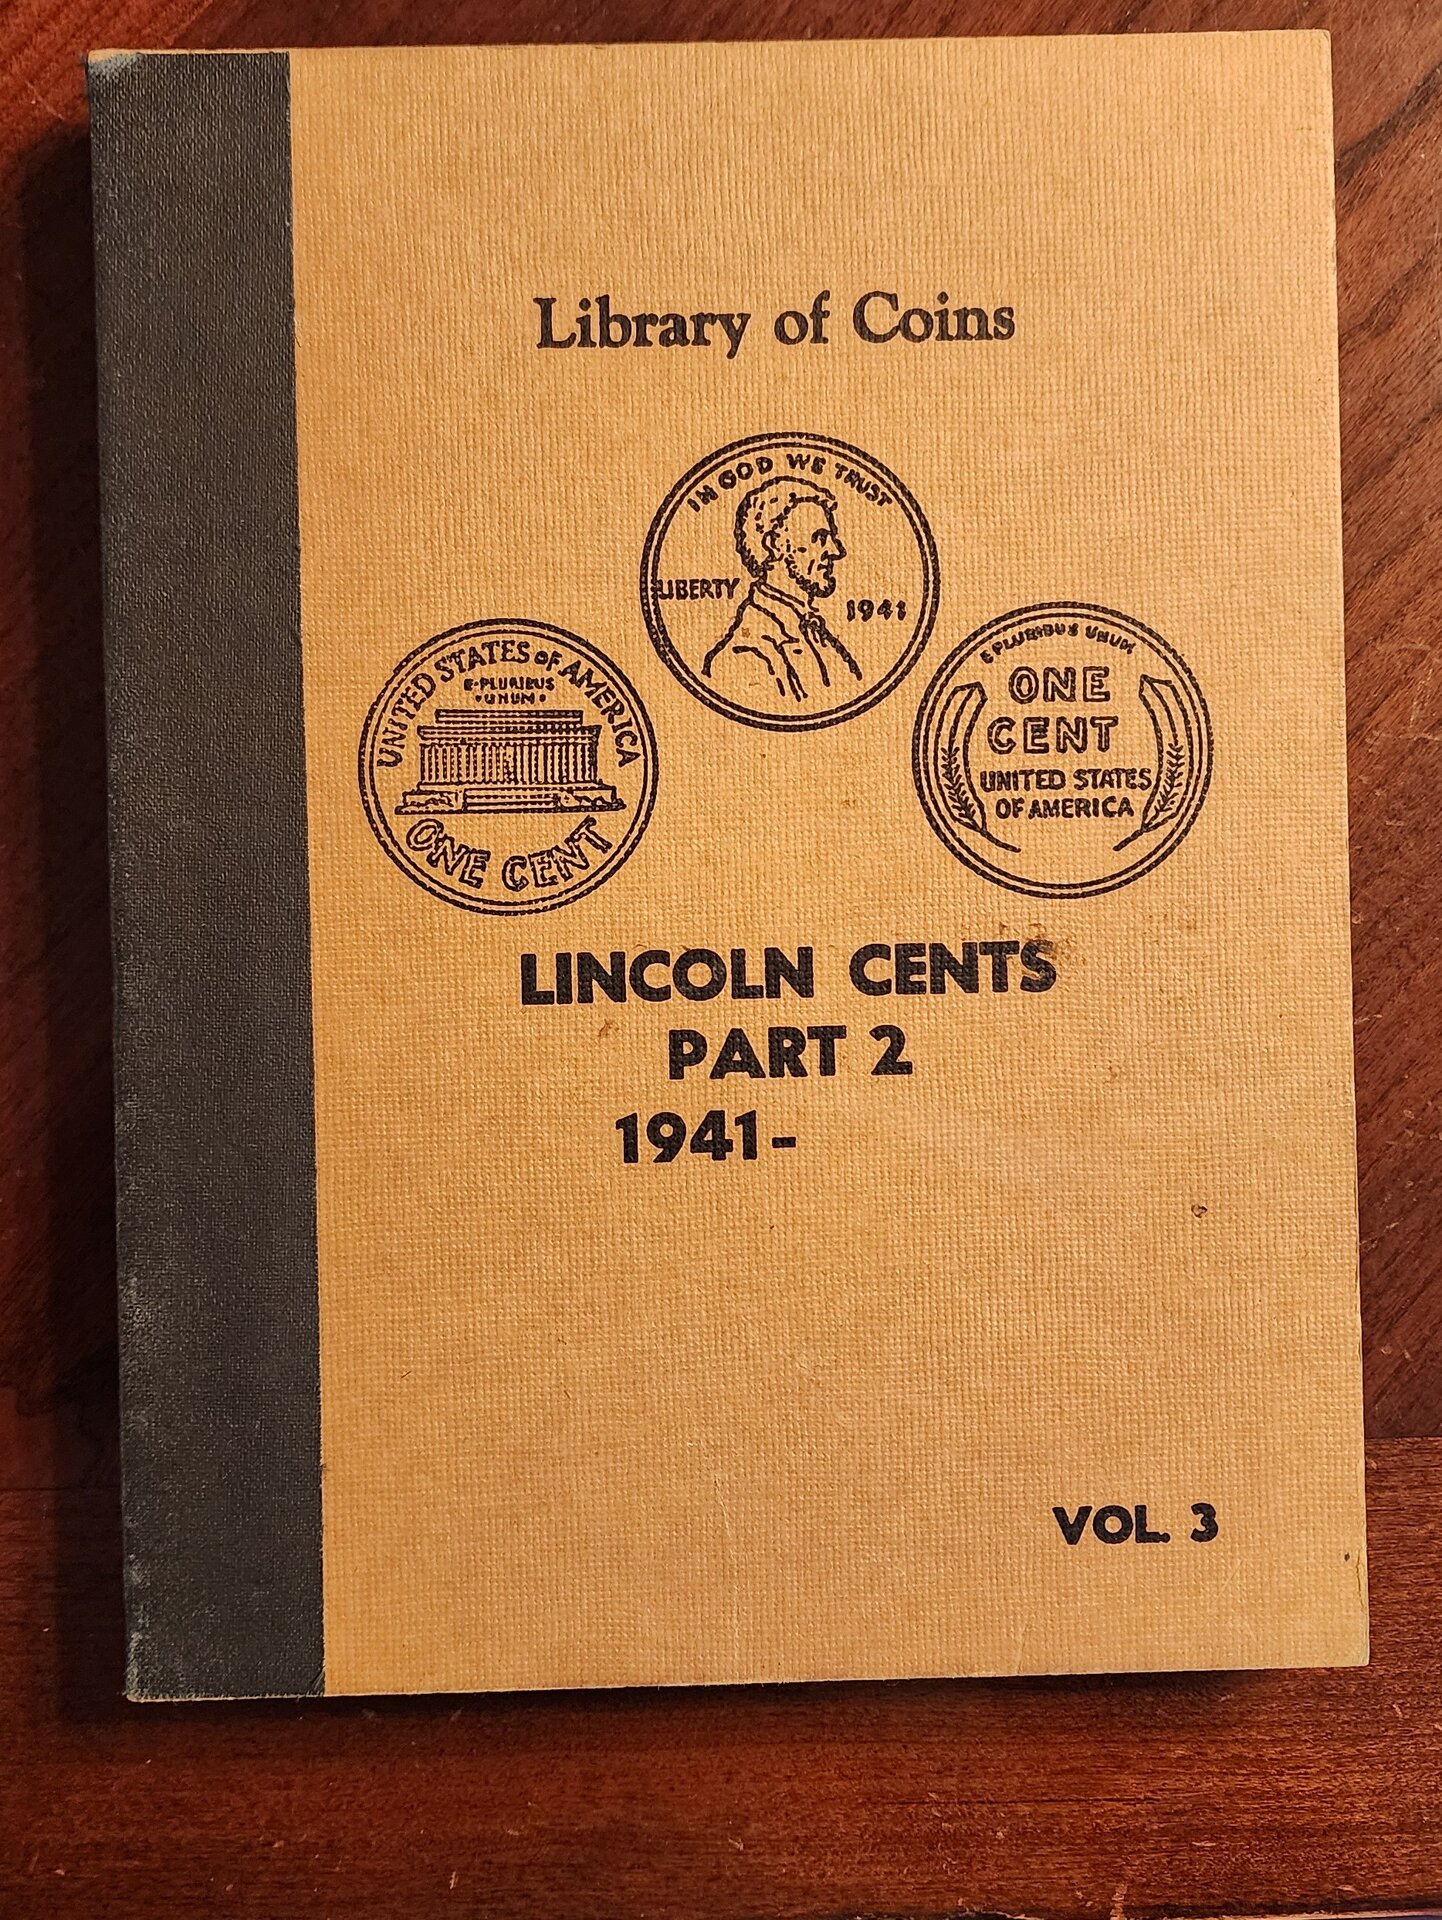 Library of Coins
IN GOD WE TRUST
LIBERTY
1941
UNITED STATES OF AMERICA
E·PLURIBUS
·UNUM·
ONE CENT
E PLURIBUS UNUM
ONE
CENT
UNITED STATES
OF AMERICA
LINCOLN CENTS
PART 2
1941-
VOL. 3